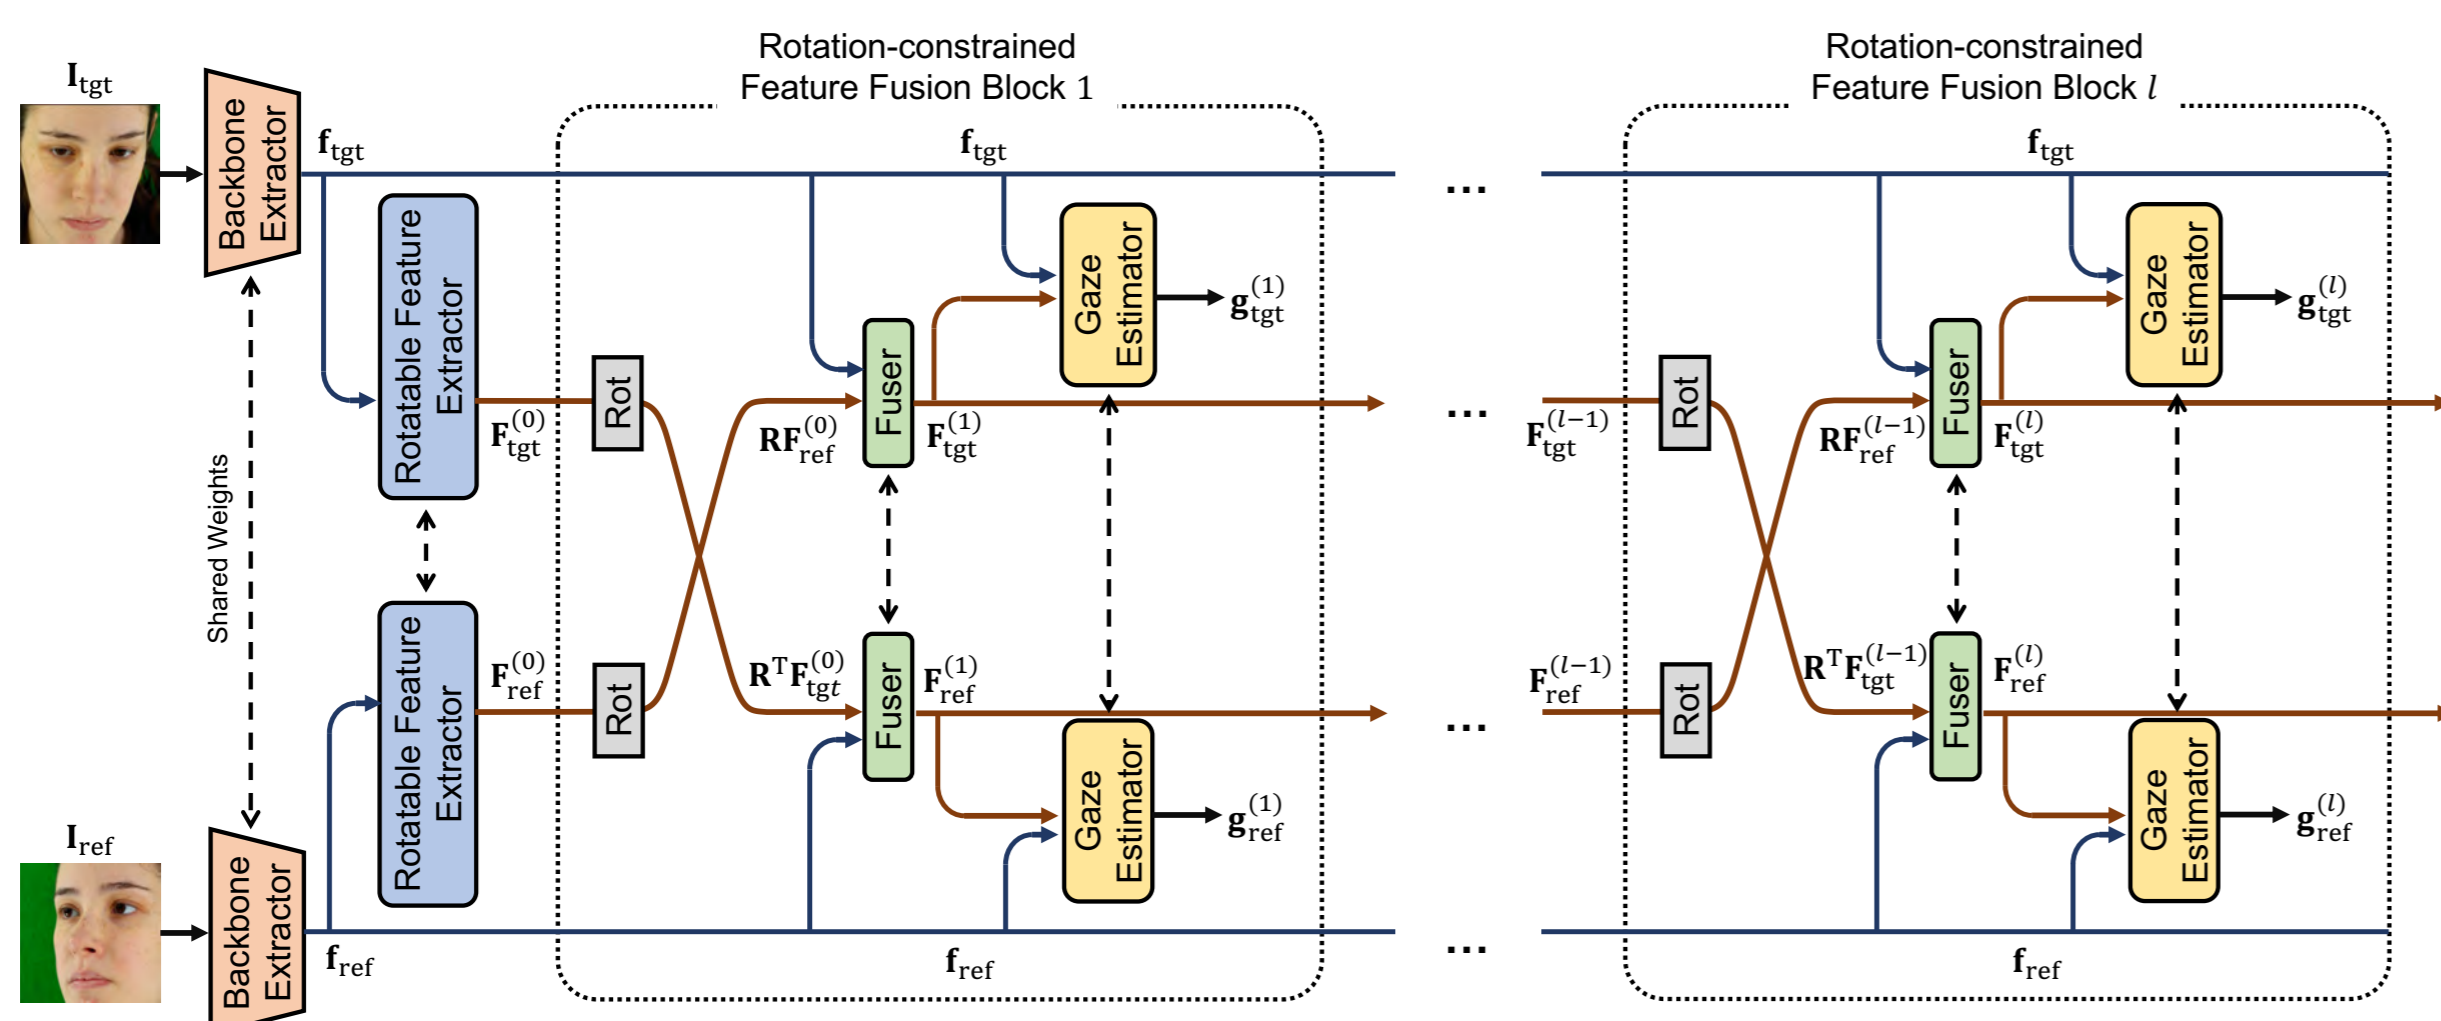 Rotation-constrained
Feature Fusion Block 1
Rotation-constrained
Feature Fusion Block l
I_tgt
Backbone
Extractor
f_tgt
f_tgt
f_tgt
...
Rotatable Feature
Extractor
F_tgt^(0)
Rot
RF_ref^(0)
Fuser
F_tgt^(1)
Gaze
Estimator
g_tgt^(1)
...
F_tgt^(l-1)
Rot
RF_ref^(l-1)
Fuser
F_tgt^(l)
Gaze
Estimator
g_tgt^(l)
Shared Weights
I_ref
Backbone
Extractor
f_ref
Rotatable Feature
Extractor
F_ref^(0)
Rot
R^T F_tgt^(0)
Fuser
F_ref^(1)
Gaze
Estimator
g_ref^(1)
...
F_ref^(l-1)
Rot
R^T F_tgt^(l-1)
Fuser
F_ref^(l)
Gaze
Estimator
g_ref^(l)
f_ref
...
f_ref